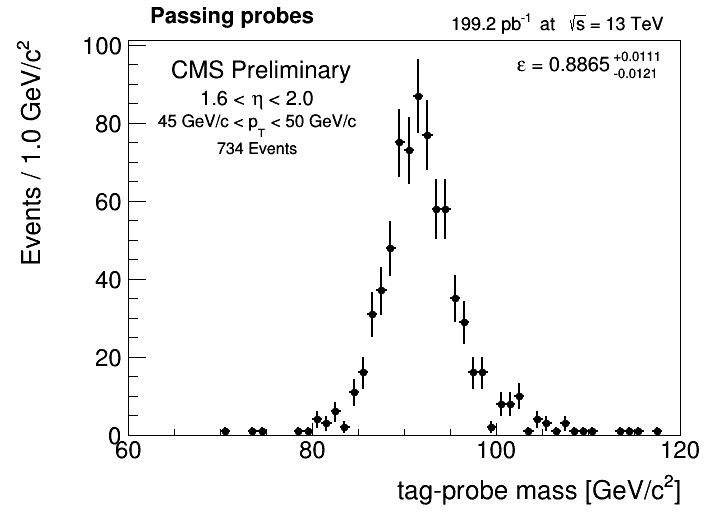 Passing probes
199.2 pb⁻¹ at √s = 13 TeV
CMS Preliminary
ε = 0.8865 +0.0111 -0.0121
1.6 < η < 2.0
45 GeV/c < p_T < 50 GeV/c
734 Events
Events / 1.0 GeV/c²
100
80
60
40
20
0
60
80
100
120
tag-probe mass [GeV/c²]